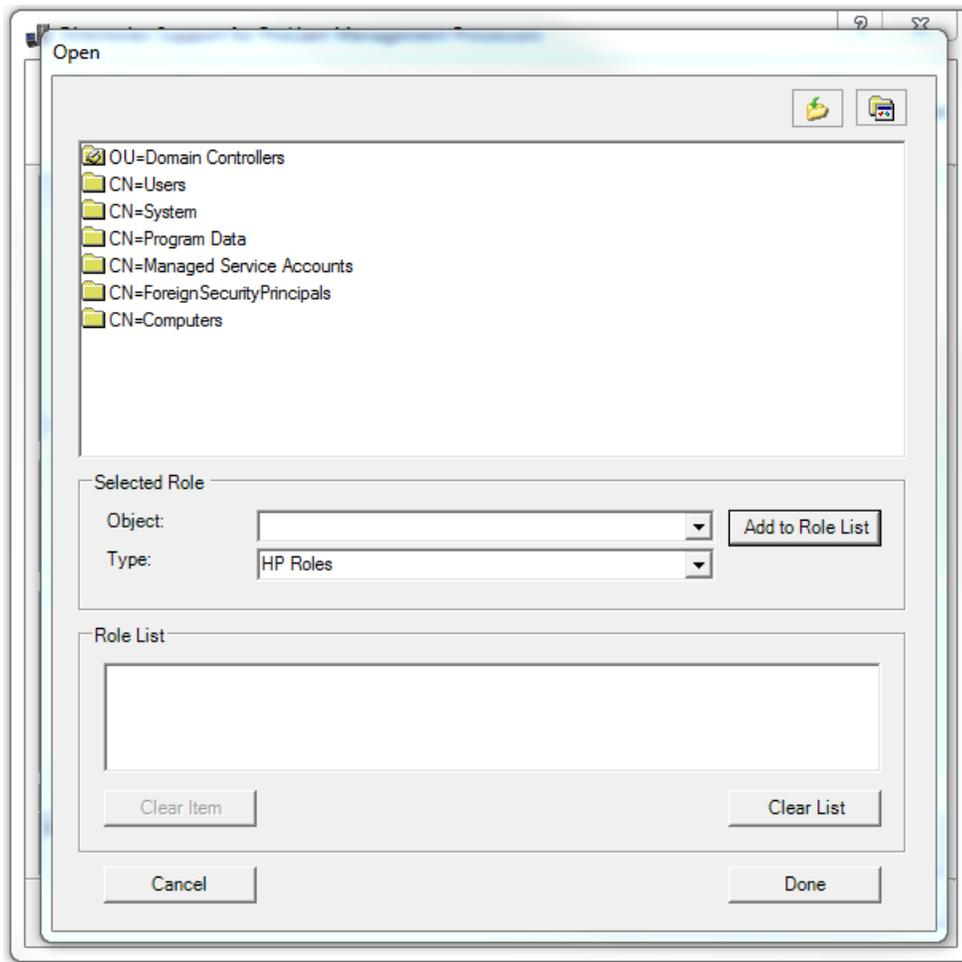 Open
OU=Domain Controllers
CN=Users
CN=System
CN=Program Data
CN=Managed Service Accounts
CN=ForeignSecurityPrincipals
CN=Computers
Selected Role
Object:
Add to Role List
Type:
HP Roles
Role List
Clear Item
Clear List
Cancel
Done